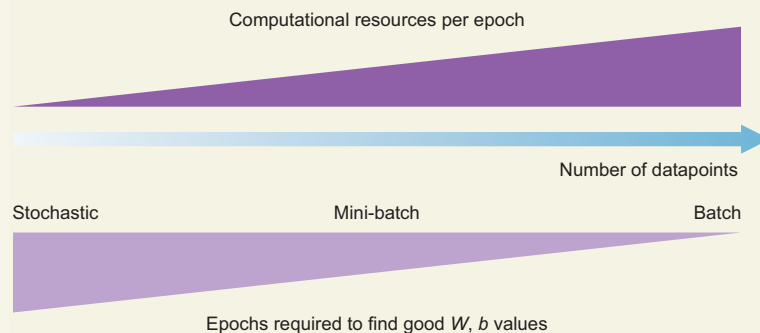 Computational resources per epoch
Number of datapoints
Stochastic Mini-batch Batch
Epochs required to find good W, b values